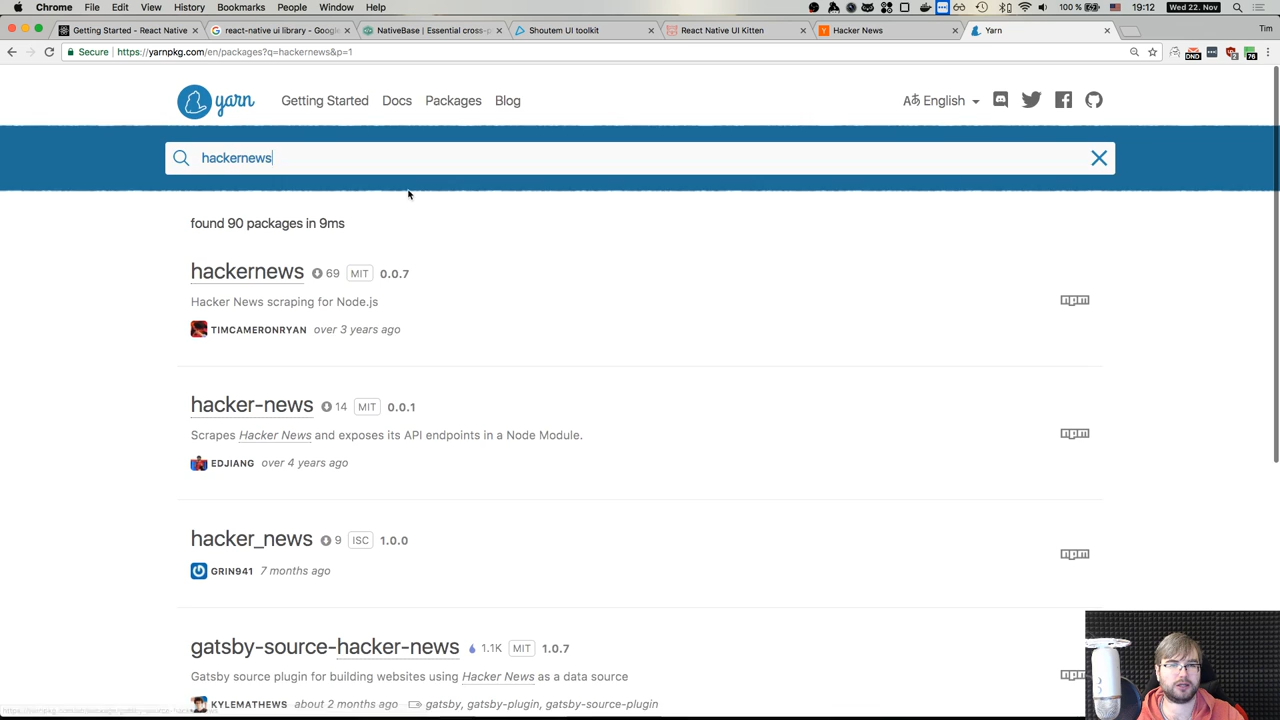 Chrome File Edit View History Bookmarks People Window Help 100 % Wed 22. Nov 19:12
Getting Started - React Native
react-native ui library - Google
NativeBase | Essential cross-p
Shoutem UI toolkit
React Native UI Kitten
Hacker News
Yarn
Tim
Secure https://yarnpkg.com/en/packages?q=hackernews&p=1
DND
2
76
yarn Getting Started Docs Packages Blog English
hackernews
found 90 packages in 9ms
hackernews 69 MIT 0.0.7
Hacker News scraping for Node.js
npm
TIMCAMERONRYAN over 3 years ago
hacker-news 14 MIT 0.0.1
Scrapes Hacker News and exposes its API endpoints in a Node Module.
npm
EDJIANG over 4 years ago
hacker_news 9 ISC 1.0.0
npm
GRIN941 7 months ago
gatsby-source-hacker-news 1.1K MIT 1.0.7
Gatsby source plugin for building websites using Hacker News as a data source
KYLEMATHEWS about 2 months ago gatsby, gatsby-plugin, gatsby-source-plugin